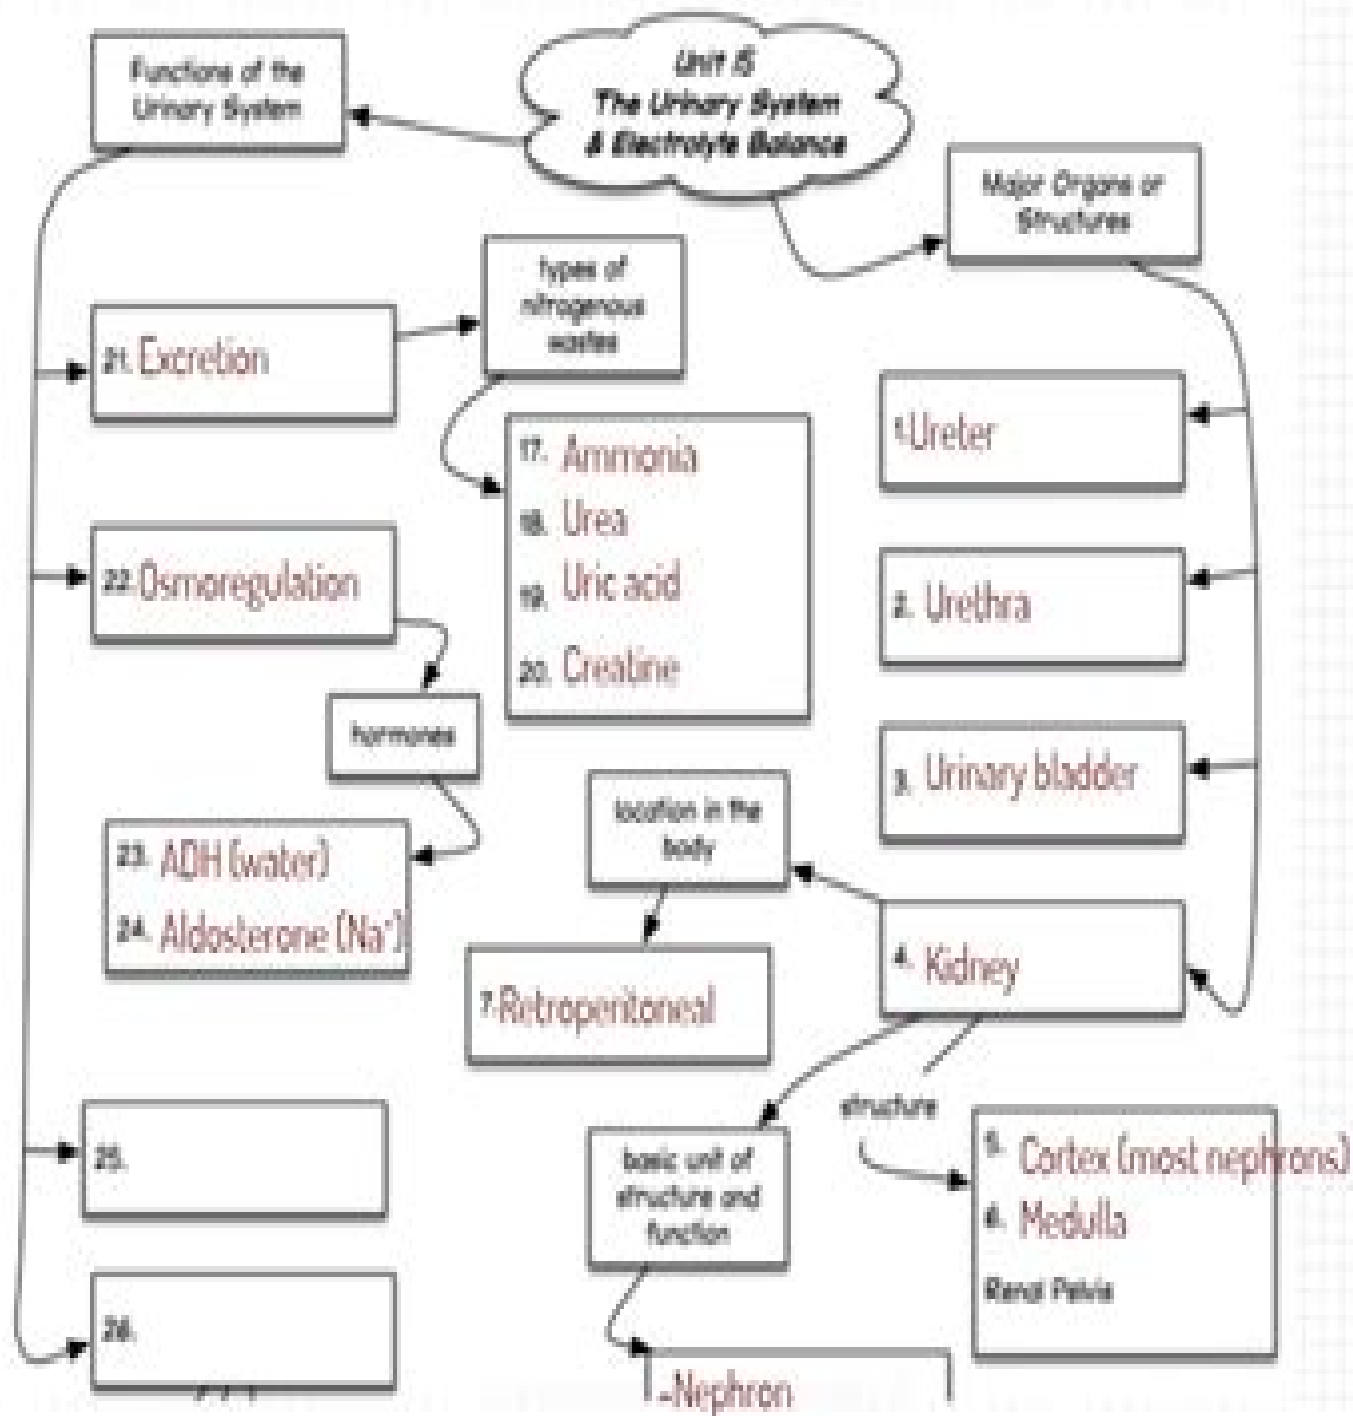 Unit 15
The Urinary System
& Electrolyte Balance
Functions of the
Urinary System
Major Organs or
Structures
types of
nitrogenous
wastes
21. Excretion
1. Ureter
17. Ammonia
18. Urea
19. Uric acid
20. Creatine
22. Osmoregulation
2. Urethra
hormones
3. Urinary bladder
location in the
body
23. ADH (water)
24. Aldosterone (Na⁺)
4. Kidney
7. Retroperitoneal
structure
25.
basic unit of
structure and
function
5. Cortex (most nephrons)
6. Medulla
Renal Pelvis
26.
Nephron